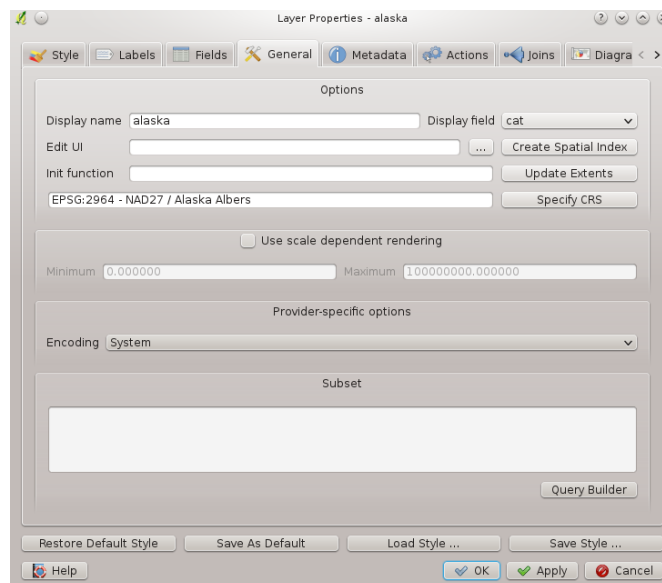 Layer Properties - alaska
Style Labels Fields General Metadata Actions Joins Diagra
Options
Display name alaska Display field cat
Edit UI ... Create Spatial Index
Init function Update Extents
EPSG:2964 - NAD27 / Alaska Albers Specify CRS
Use scale dependent rendering
Minimum 0.000000 Maximum 100000000.000000
Provider-specific options
Encoding System
Subset
Query Builder
Restore Default Style Save As Default Load Style ... Save Style ...
Help OK Apply Cancel